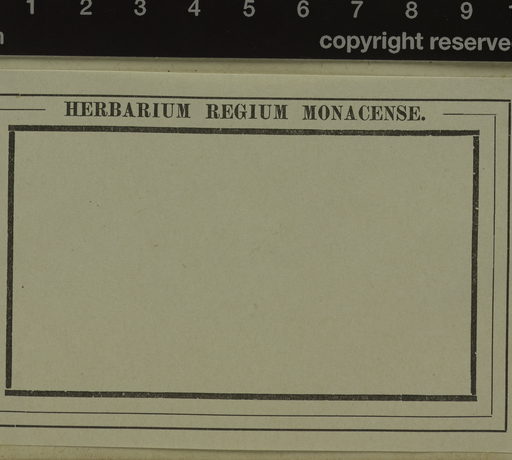 1 2 3 4 5 6 7 8 9
copyright reserve
HERBARIUM REGIUM MONACENSE.